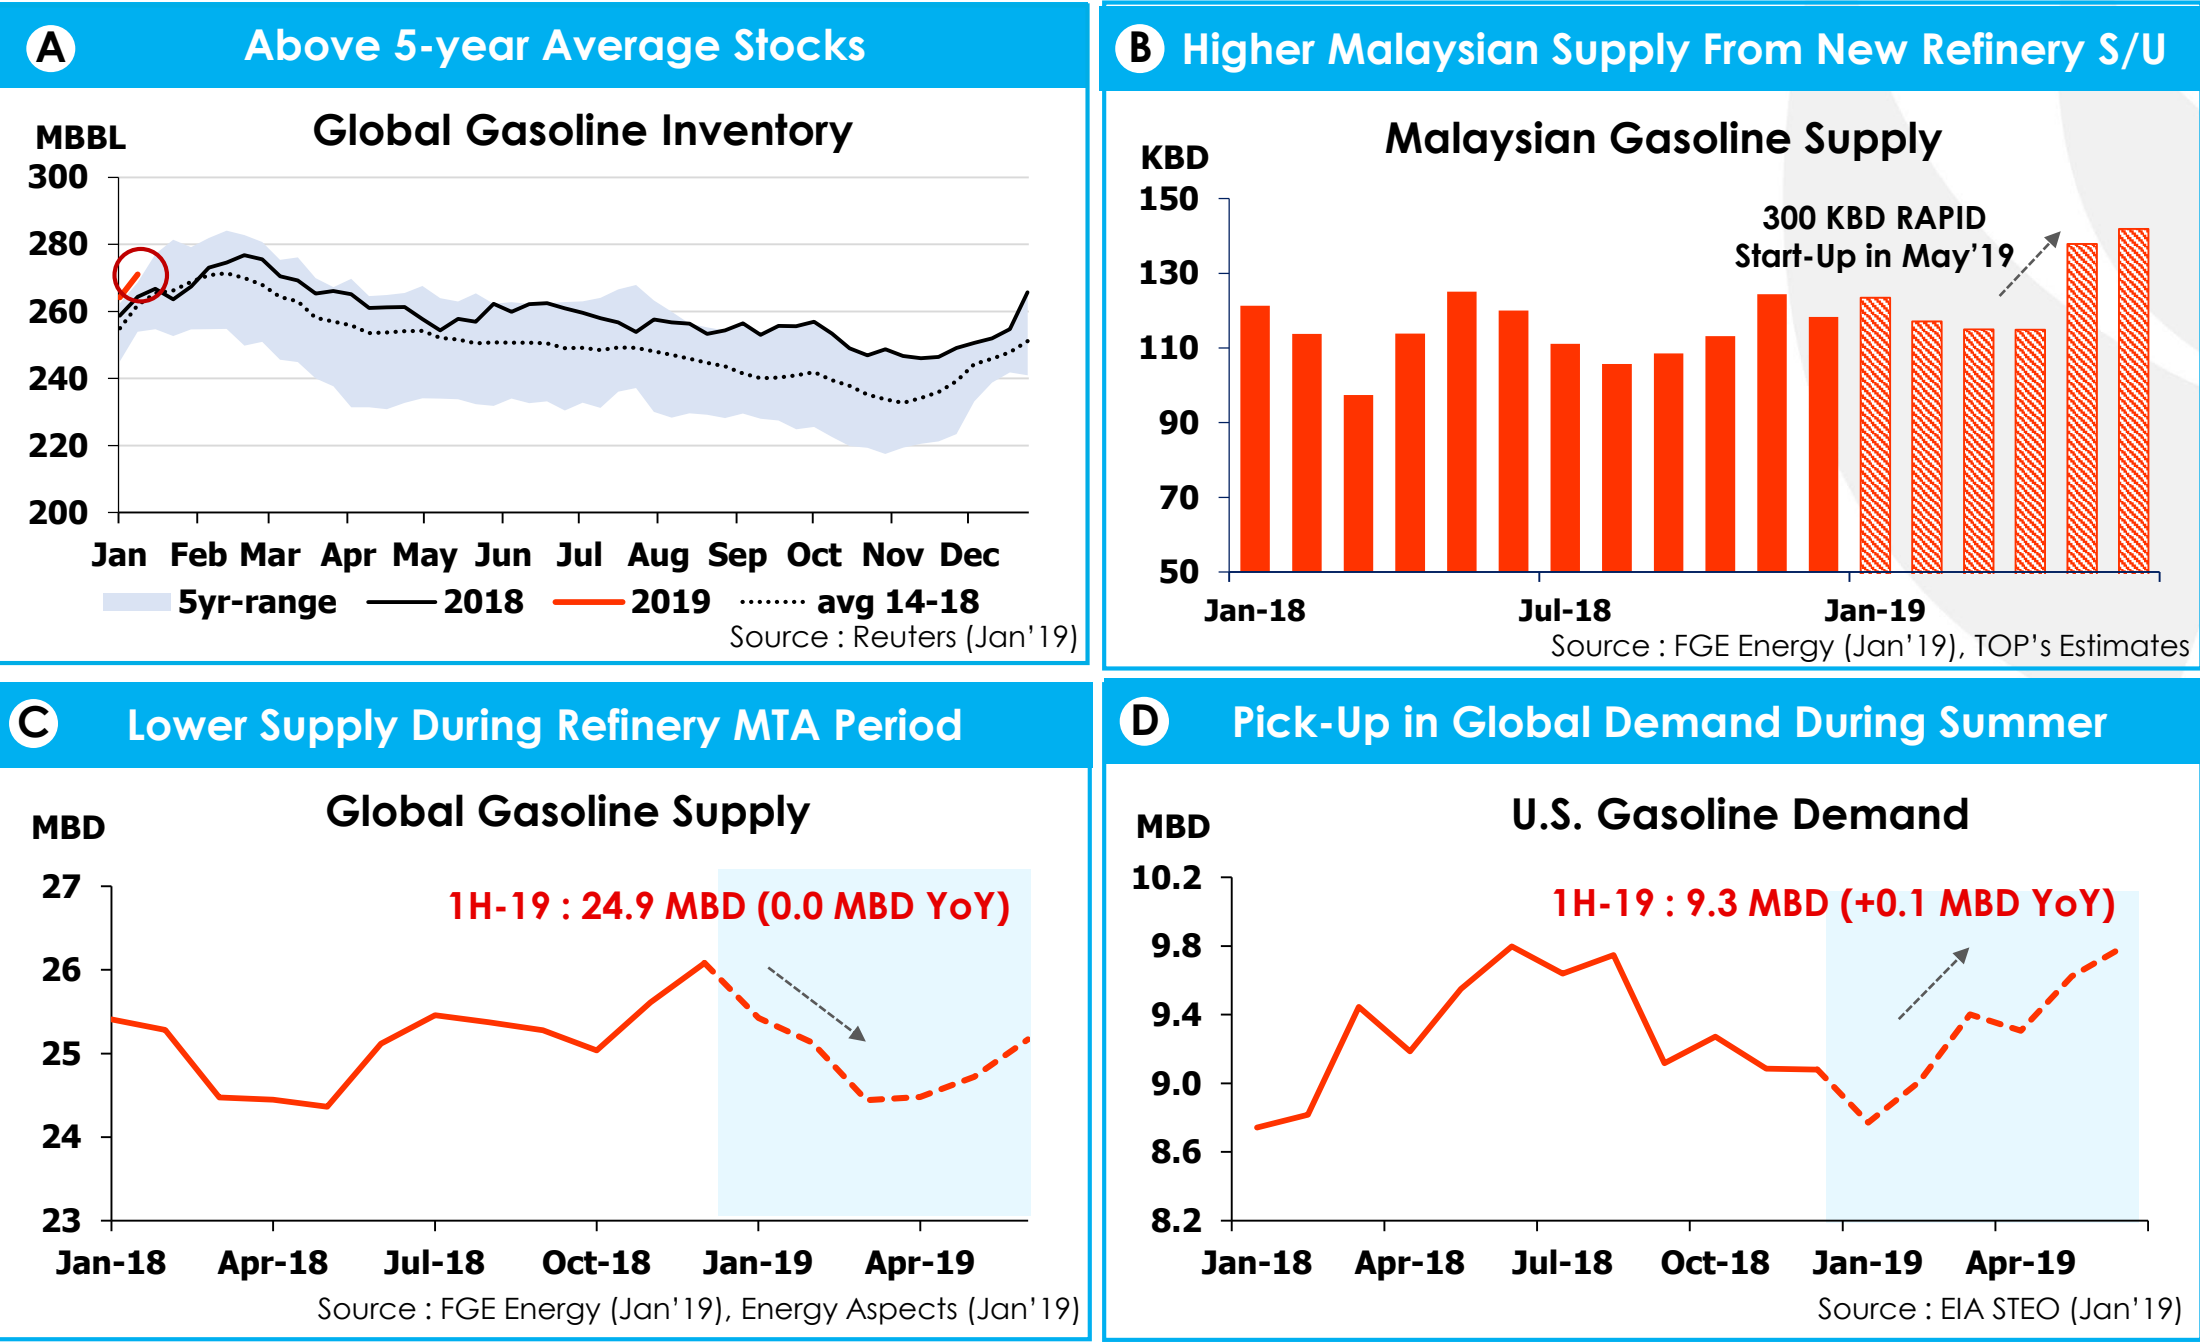 A
Above 5-year Average Stocks
Global Gasoline Inventory
MBBL
300
280
260
240
220
200
Jan Feb Mar Apr May Jun Jul Aug Sep Oct Nov Dec
5yr-range 2018 2019 avg 14-18
Source : Reuters (Jan'19)
B
Higher Malaysian Supply From New Refinery S/U
Malaysian Gasoline Supply
KBD
150
130
110
90
70
50
300 KBD RAPID
Start-Up in May'19
Jan-18 Jul-18 Jan-19
Source : FGE Energy (Jan'19), TOP's Estimates
C
Lower Supply During Refinery MTA Period
Global Gasoline Supply
MBD
27
26
25
24
23
1H-19 : 24.9 MBD (0.0 MBD YoY)
Jan-18 Apr-18 Jul-18 Oct-18 Jan-19 Apr-19
Source : FGE Energy (Jan'19), Energy Aspects (Jan'19)
D
Pick-Up in Global Demand During Summer
U.S. Gasoline Demand
MBD
10.2
9.8
9.4
9.0
8.6
8.2
1H-19 : 9.3 MBD (+0.1 MBD YoY)
Jan-18 Apr-18 Jul-18 Oct-18 Jan-19 Apr-19
Source : EIA STEO (Jan'19)